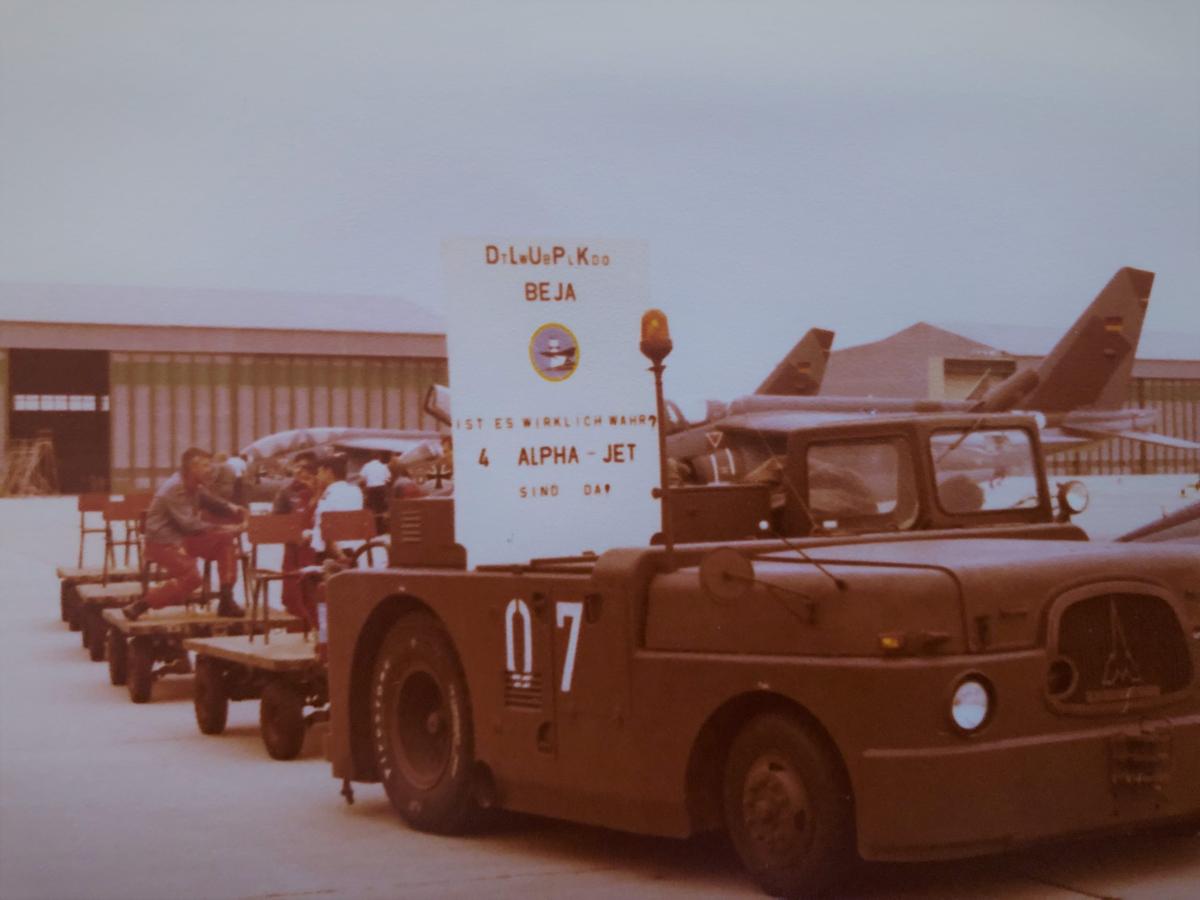 DTLWUBPLKDO
BEJA
IST ES WIRKLICH WAHR?
4 ALPHA-JET
SIND DA?
07